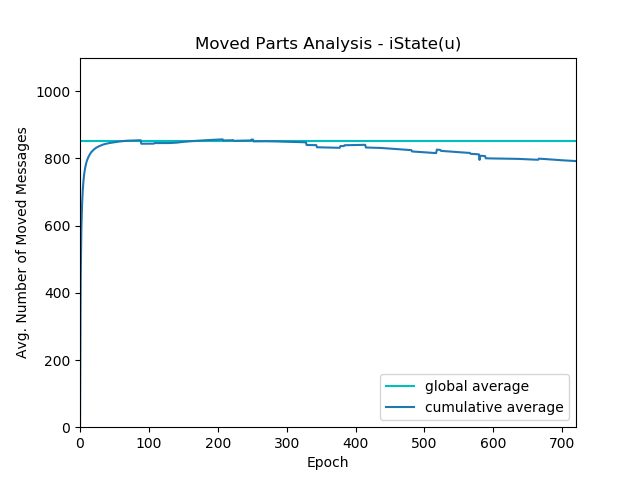 Moved Parts Analysis - iState(u)
Avg. Number of Moved Messages
1000
800
600
400
200
0
0 100 200 300 400 500 600 700
Epoch
global average
cumulative average